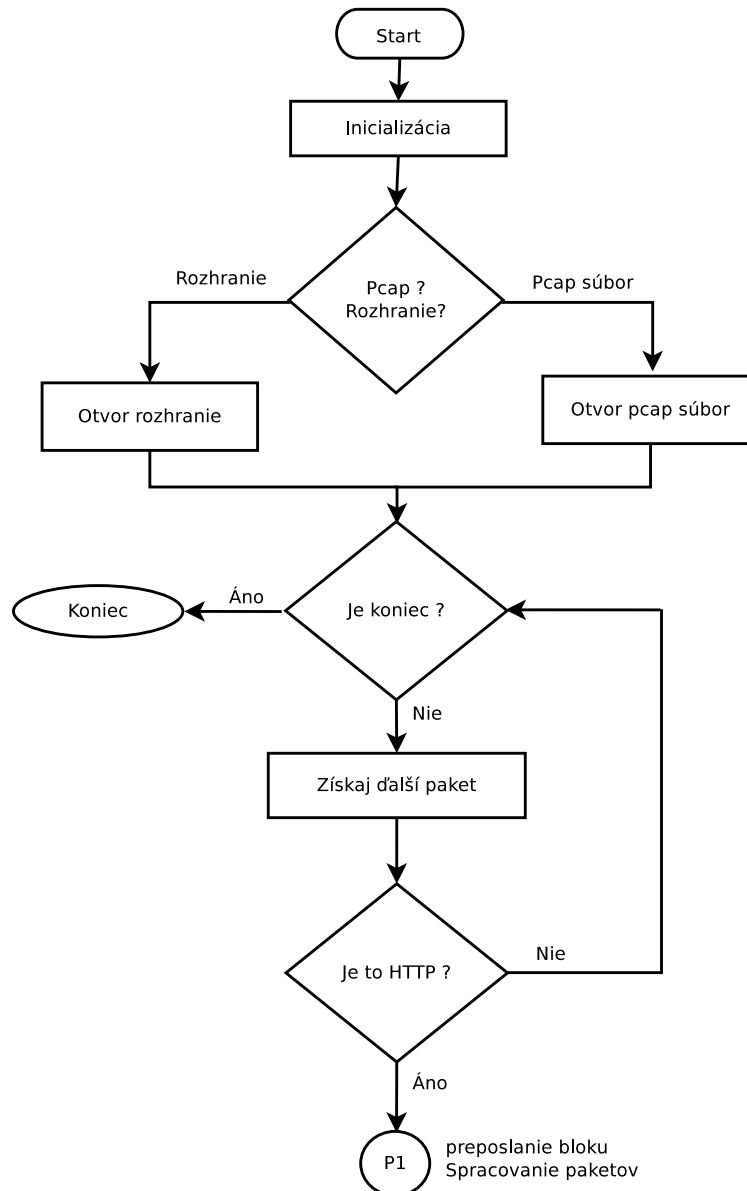 Start
Inicializácia
Rozhranie
Pcap ?
Rozhranie?
Pcap súbor
Otvor rozhranie
Otvor pcap súbor
Je koniec ?
Áno
Koniec
Nie
Získaj ďalší paket
Je to HTTP ?
Nie
Áno
P1
preposlanie bloku
Spracovanie paketov